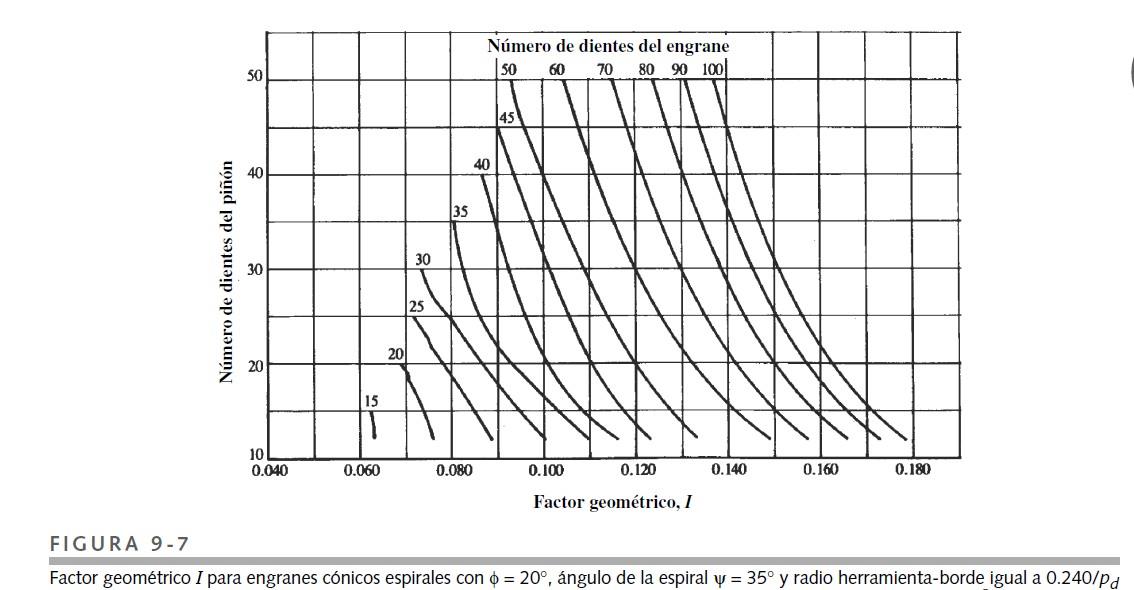 Número de dientes del engrane
50 60 70 80 90 100
50
45
40
40
35
30
30
25
20
20
15
10
Número de dientes del piñón
0.040 0.060 0.080 0.100 0.120 0.140 0.160 0.180
Factor geométrico, I
FIGURA 9-7
Factor geométrico I para engranes cónicos espirales con ϕ = 20°, ángulo de la espiral ψ = 35° y radio herramienta-borde igual a 0.240/pd